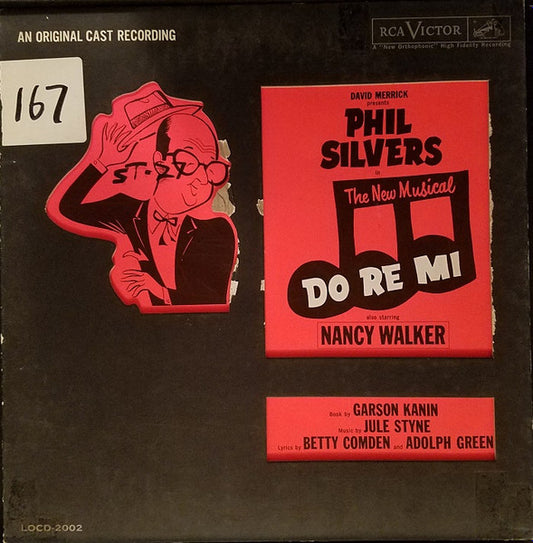 AN ORIGINAL CAST RECORDING
RCA VICTOR
A "New Orthophonic" High Fidelity Recording
167
ST-
DAVID MERRICK
presents
PHIL
SILVERS
in
The New Musical
DO RE MI
also starring
NANCY WALKER
Book by GARSON KANIN
Music by JULE STYNE
Lyrics by BETTY COMDEN and ADOLPH GREEN
LOCD-2002